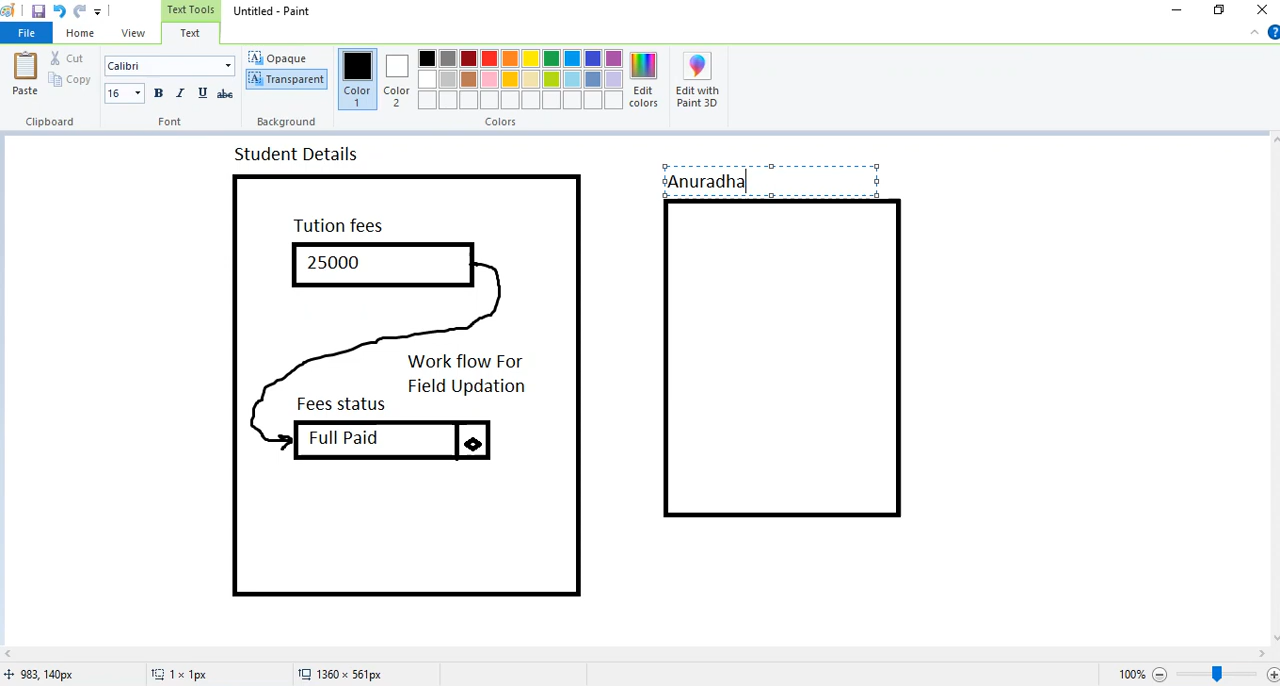 Text Tools
Untitled - Paint
File
Home
View
Text
Paste
Cut
Copy
Clipboard
Calibri
16
B I U abc
Font
Opaque
Transparent
Background
Color 1
Color 2
Edit colors
Colors
Edit with Paint 3D
Student Details
Tution fees
25000
Work flow For
Field Updation
Fees status
Full Paid
Anuradha
983, 140px
1 × 1px
1360 × 561px
100%